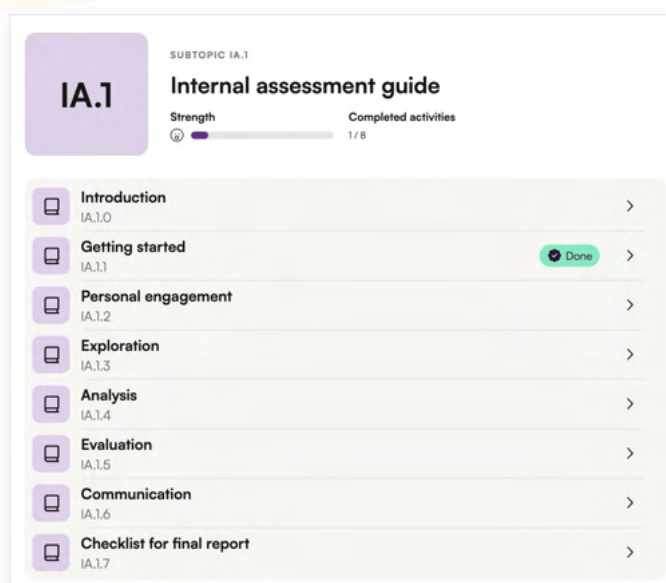 IA.1
SUBTOPIC IA.1
Internal assessment guide
Strength
Completed activities
1/8
Introduction
IA.1.0
Getting started
IA.1.1
Done
Personal engagement
IA.1.2
Exploration
IA.1.3
Analysis
IA.1.4
Evaluation
IA.1.5
Communication
IA.1.6
Checklist for final report
IA.1.7